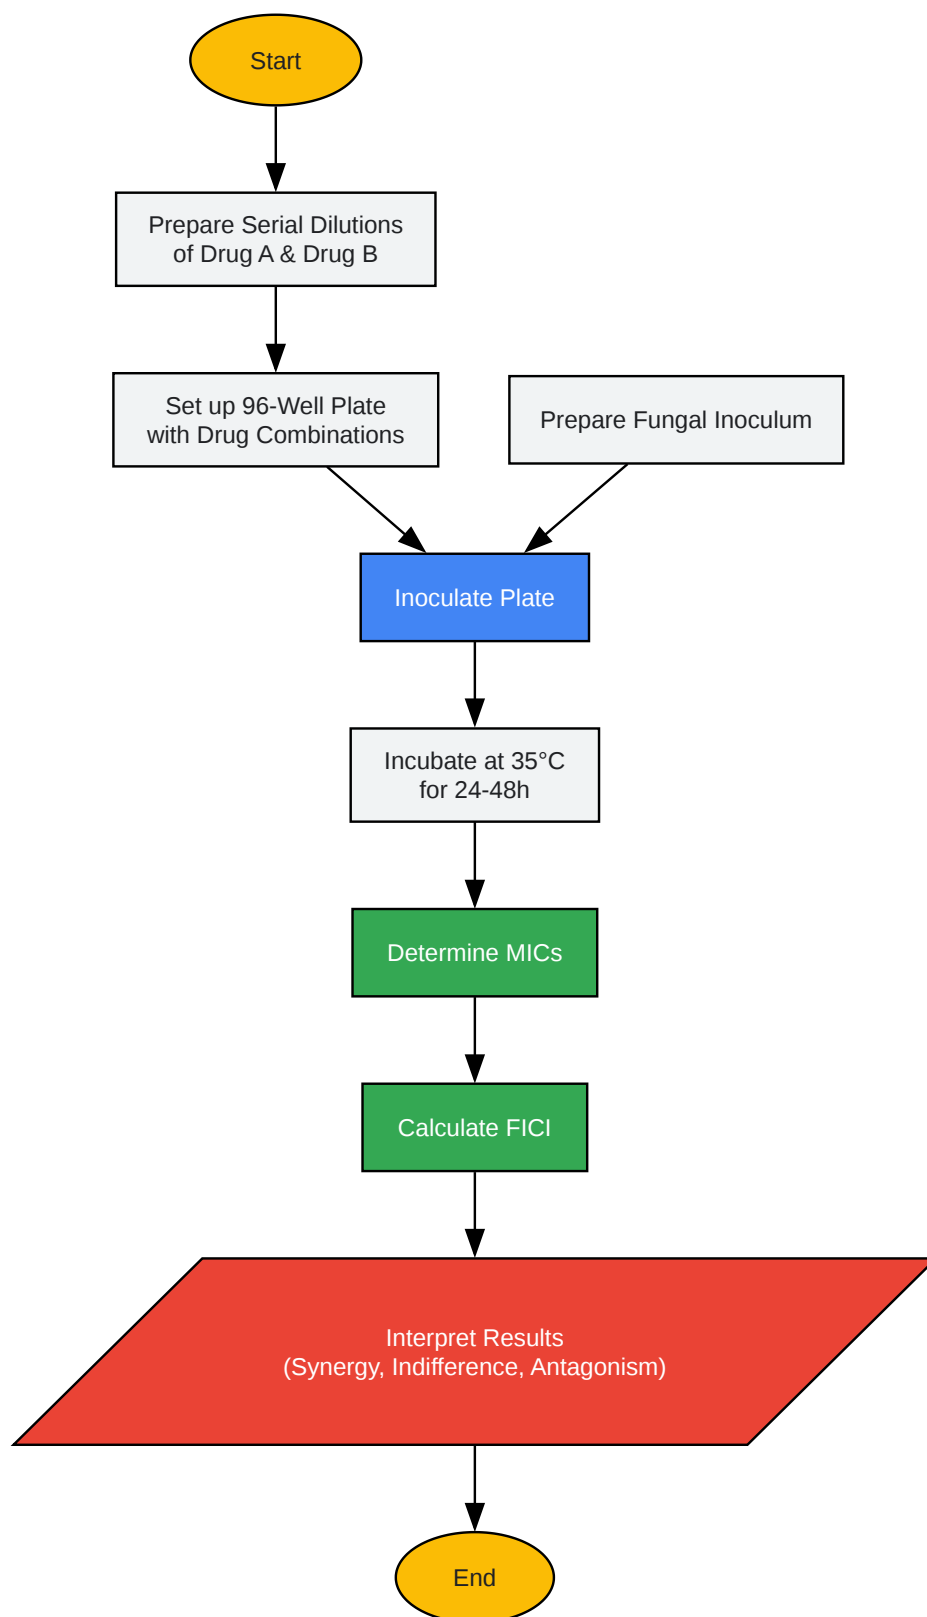 Start
Prepare Serial Dilutions
of Drug A & Drug B
Set up 96-Well Plate
with Drug Combinations
Prepare Fungal Inoculum
Inoculate Plate
Incubate at 35°C
for 24-48h
Determine MICs
Calculate FICI
Interpret Results
(Synergy, Indifference, Antagonism)
End